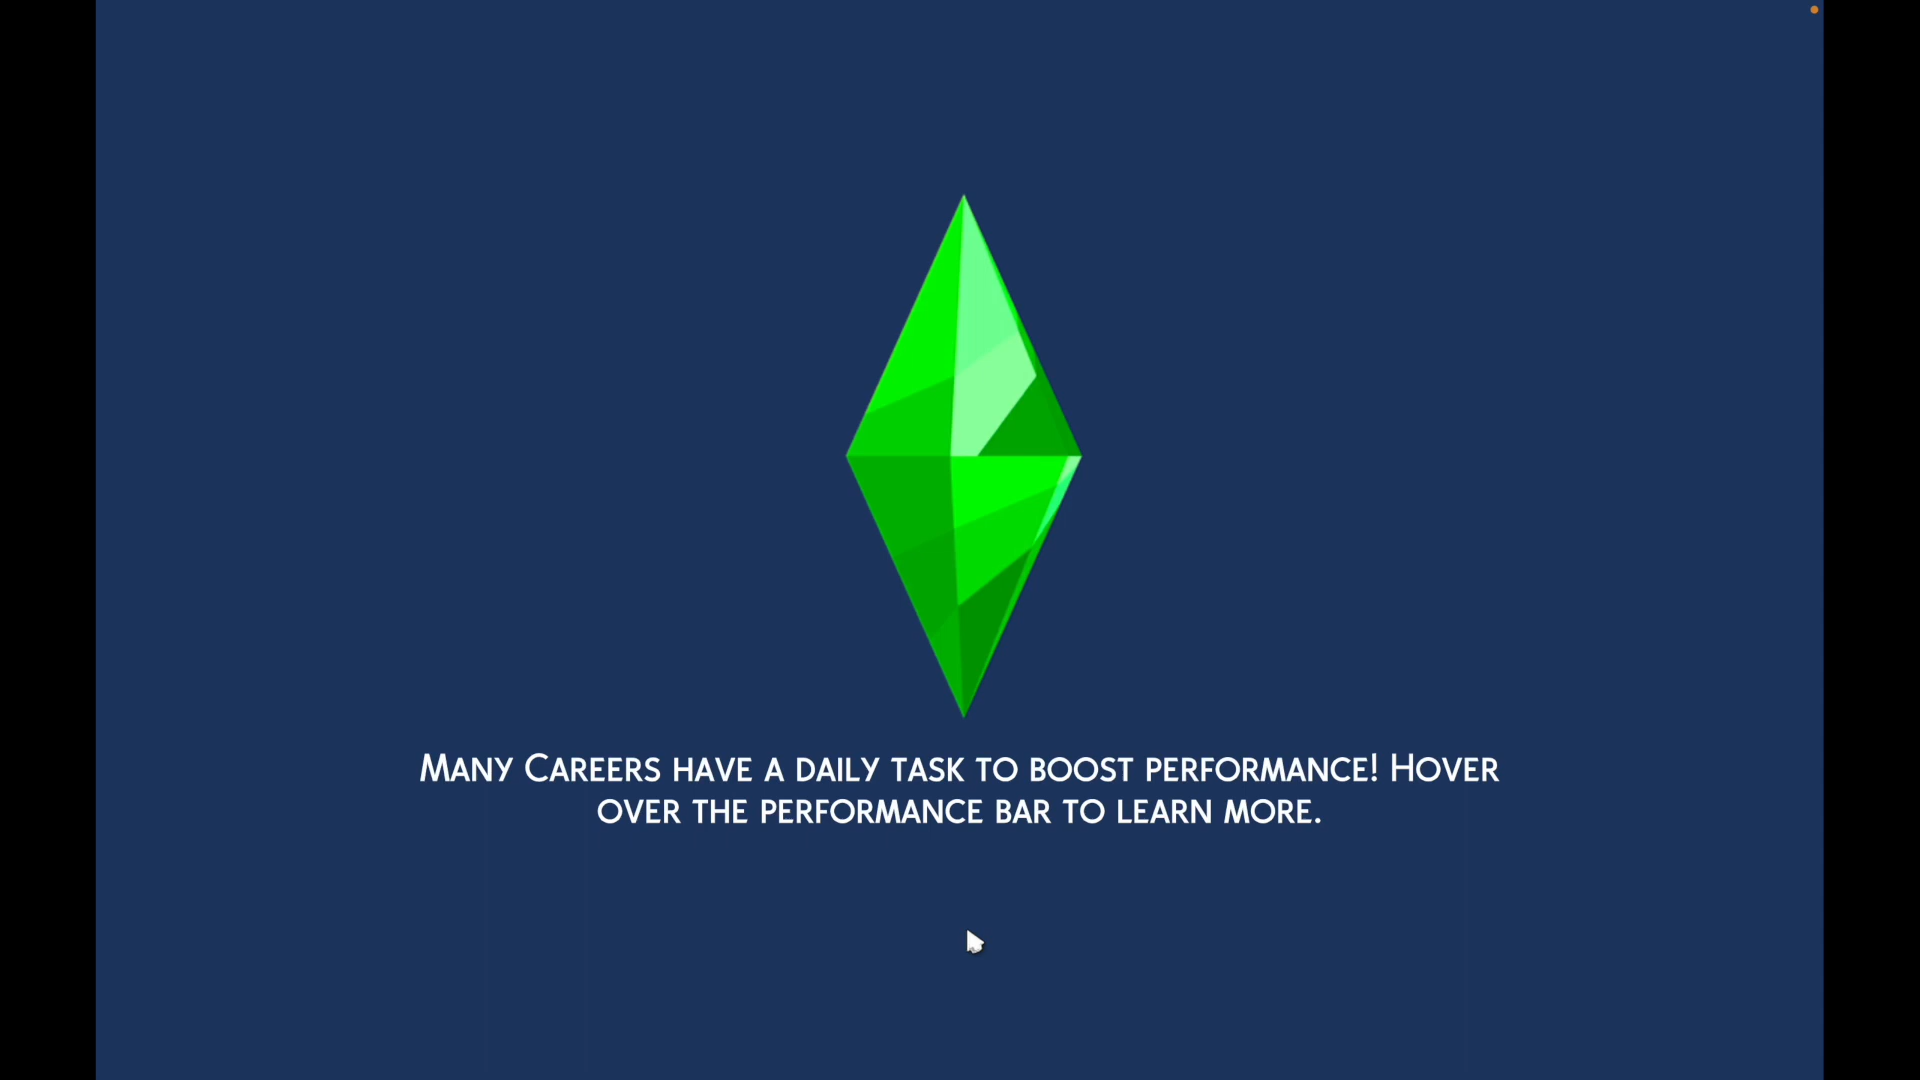 Many Careers have a daily task to boost performance! Hover
over the performance bar to learn more.